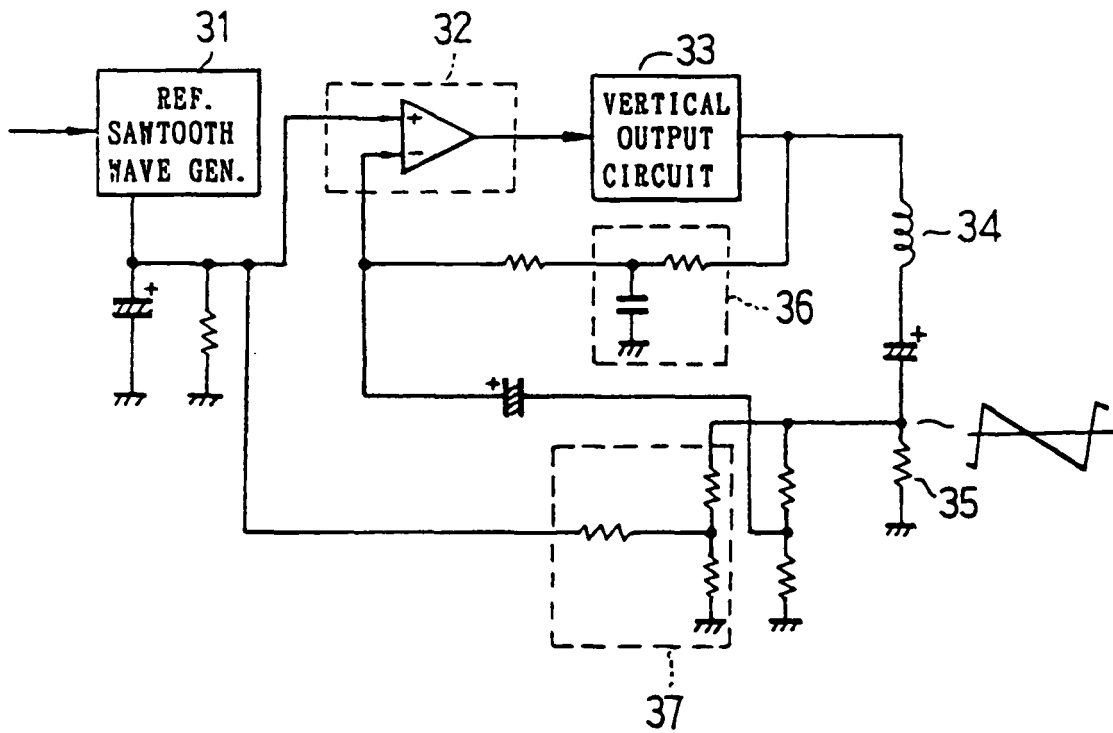 31
REF.
SAWTOOTH
WAVE GEN.
32
+
−
33
VERTICAL
OUTPUT
CIRCUIT
34
+
36
+
+
35
37